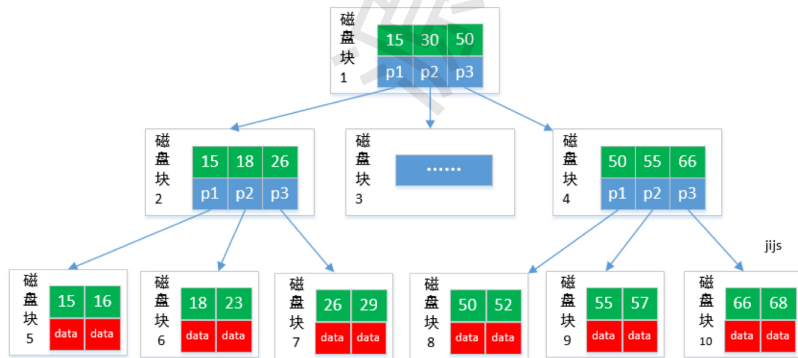 磁盘块1
15 30 50
p1 p2 p3
磁盘块2
15 18 26
p1 p2 p3
磁盘块3
······
磁盘块4
50 55 66
p1 p2 p3
jijs
磁盘块5
15 16
data data
磁盘块6
18 23
data data
磁盘块7
26 29
data data
磁盘块8
50 52
data data
磁盘块9
55 57
data data
磁盘块10
66 68
data data